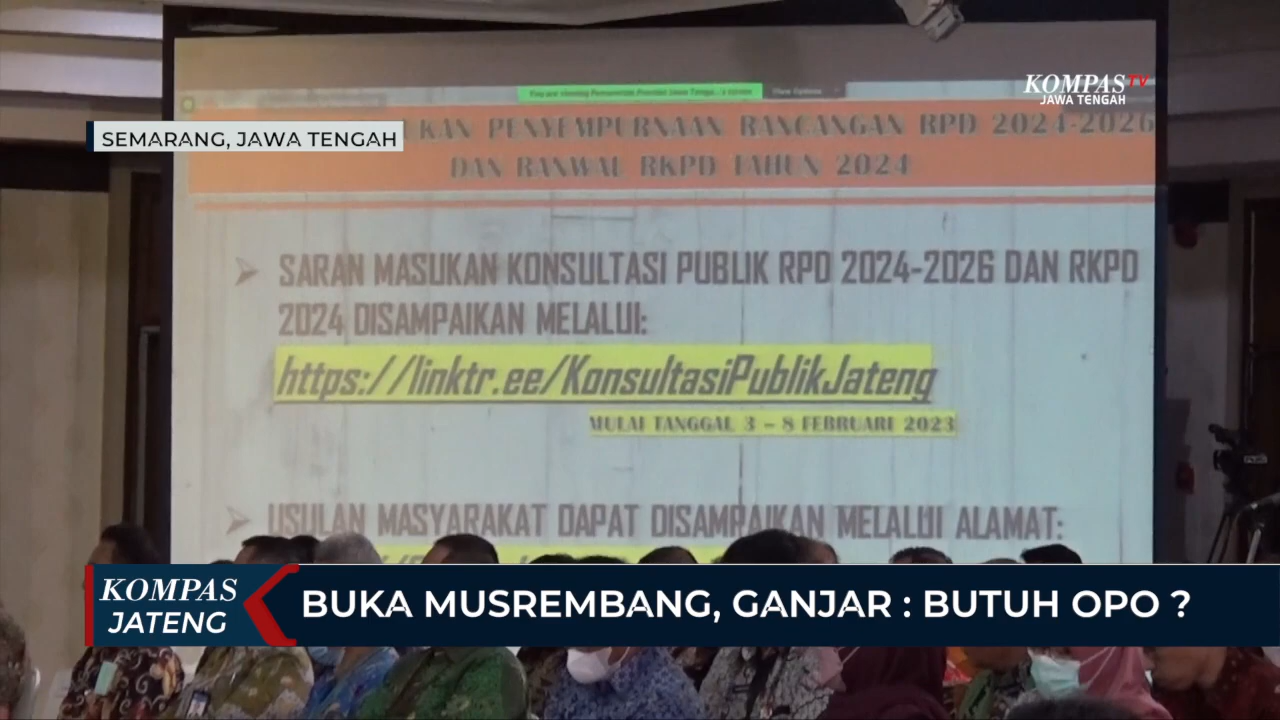 KOMPAS TV
JAWA TENGAH
SEMARANG, JAWA TENGAH
PENYEMPURNAAN RANCANGAN RPD 2024-2026
DAN RANWAL RKPD TAHUN 2024
➢ SARAN MASUKAN KONSULTASI PUBLIK RPD 2024-2026 DAN RKPD
2024 DISAMPAIKAN MELALUI:
https://linktr.ee/KonsultasiPublikJateng
MULAI TANGGAL 3 – 8 FEBRUARI 2023
➢ USULAN MASYARAKAT DAPAT DISAMPAIKAN MELALUI ALAMAT:
KOMPAS
JATENG
BUKA MUSREMBANG, GANJAR : BUTUH OPO ?